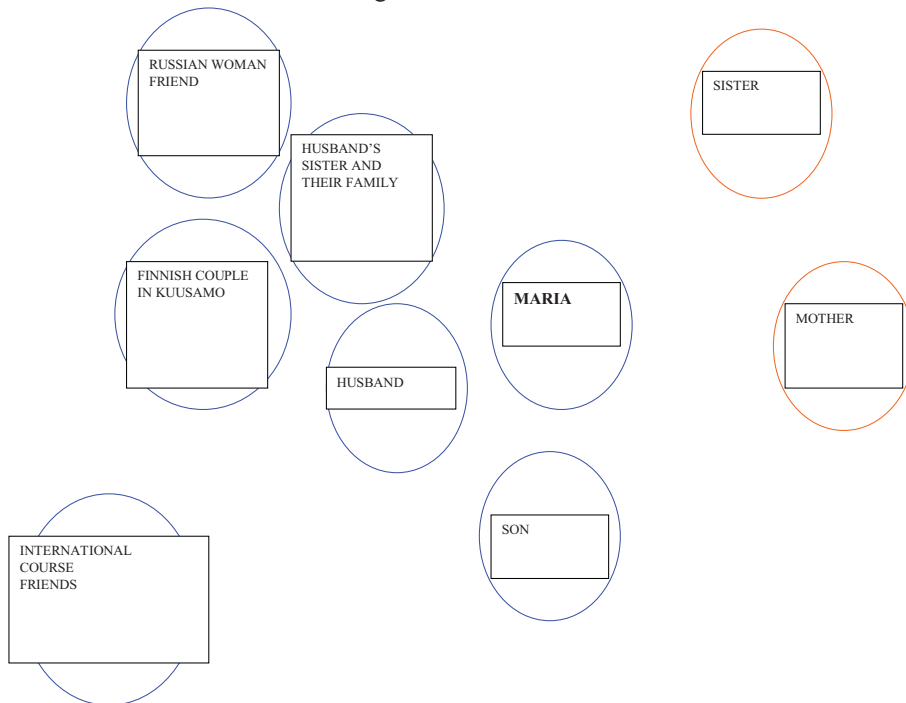 RUSSIAN WOMAN
FRIEND
SISTER
HUSBAND'S
SISTER AND
THEIR FAMILY
FINNISH COUPLE
IN KUUSAMO
MARIA
MOTHER
HUSBAND
SON
INTERNATIONAL
COURSE
FRIENDS